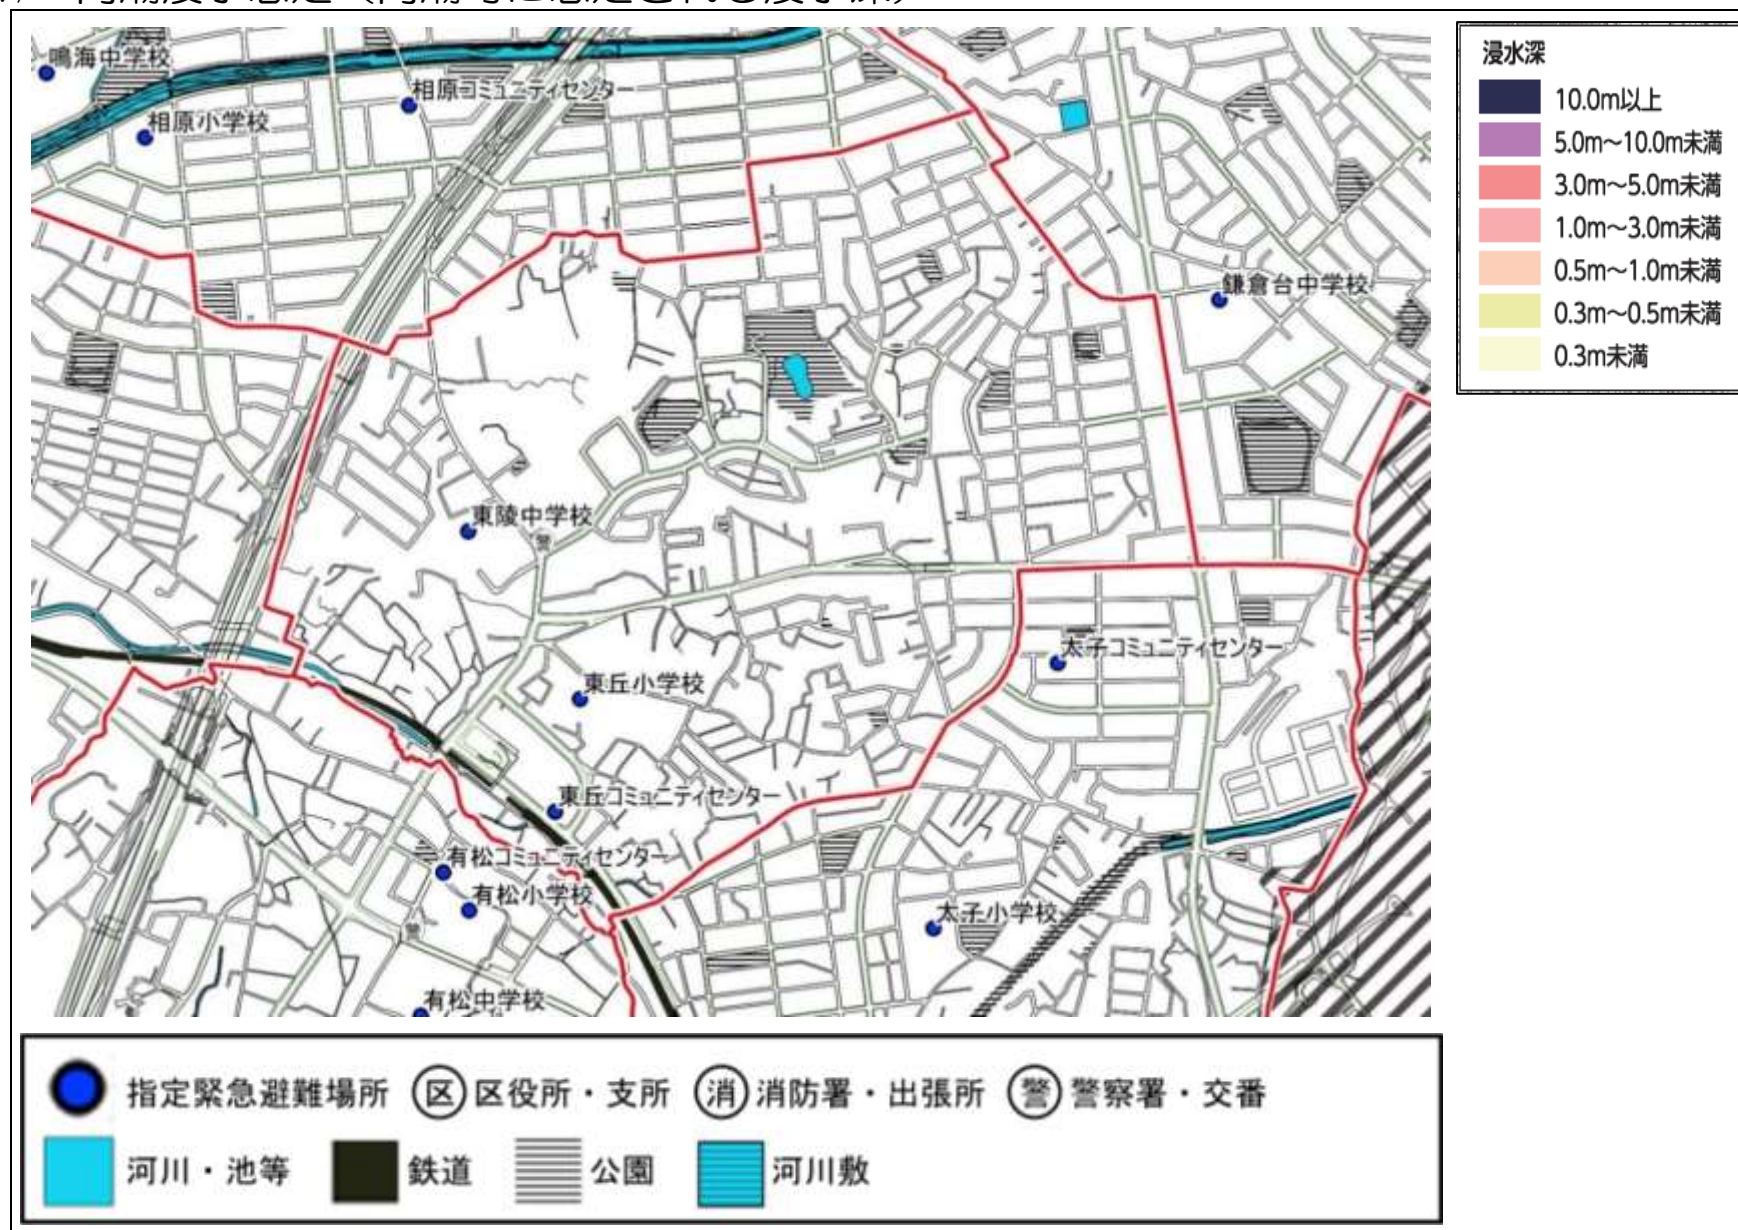 浸水深
10.0m以上
5.0m～10.0m未満
3.0m～5.0m未満
1.0m～3.0m未満
0.5m～1.0m未満
0.3m～0.5m未満
0.3m未満
鳴海中学校
相原コミュニティセンター
相原小学校
鎌倉台中学校
東陵中学校
警
太子コミュニティセンター
東丘小学校
東丘コミュニティセンター
有松コミュニティセンター
有松小学校
太子小学校
警
有松中学校
指定緊急避難場所 区 区役所・支所 消 消防署・出張所 警 警察署・交番
河川・池等 鉄道 公園 河川敷